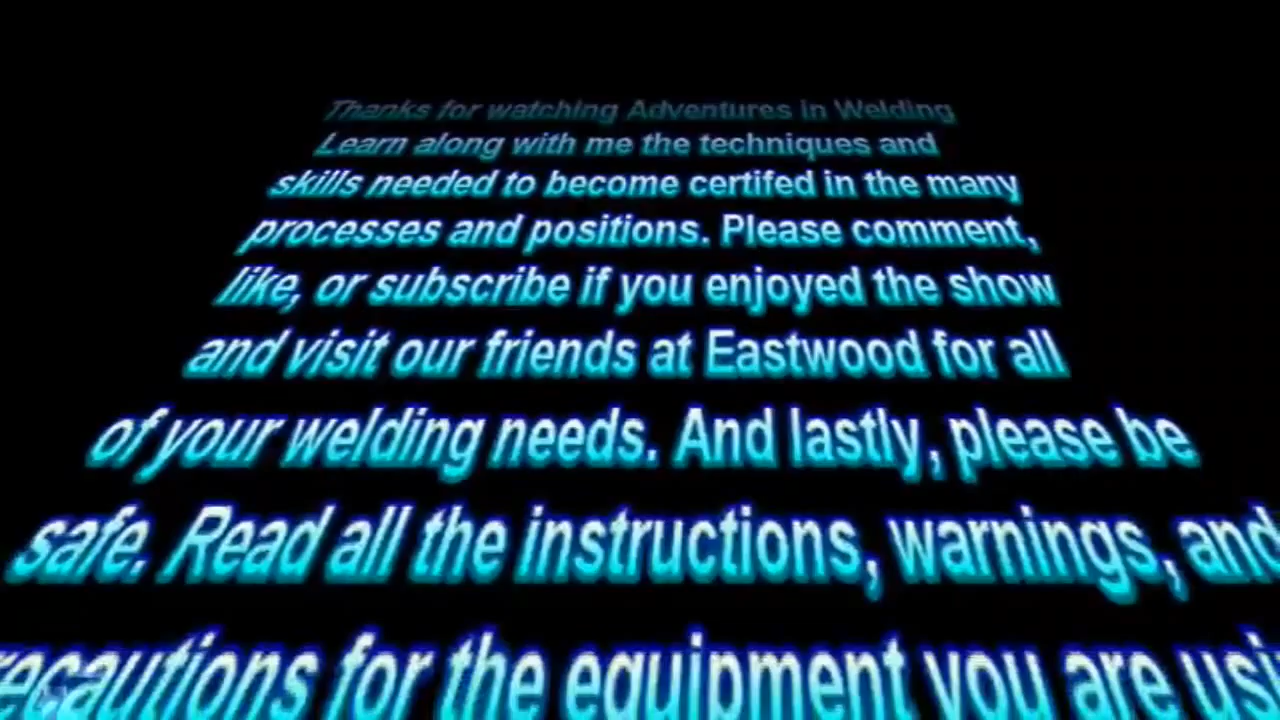 Thanks for watching Adventures in Welding
Learn along with me the techniques and
skills needed to become certifed in the many
processes and positions. Please comment,
like, or subscribe if you enjoyed the show
and visit our friends at Eastwood for all
of your welding needs. And lastly, please be
safe. Read all the instructions, warnings, and
recautions for the equipment you are usi